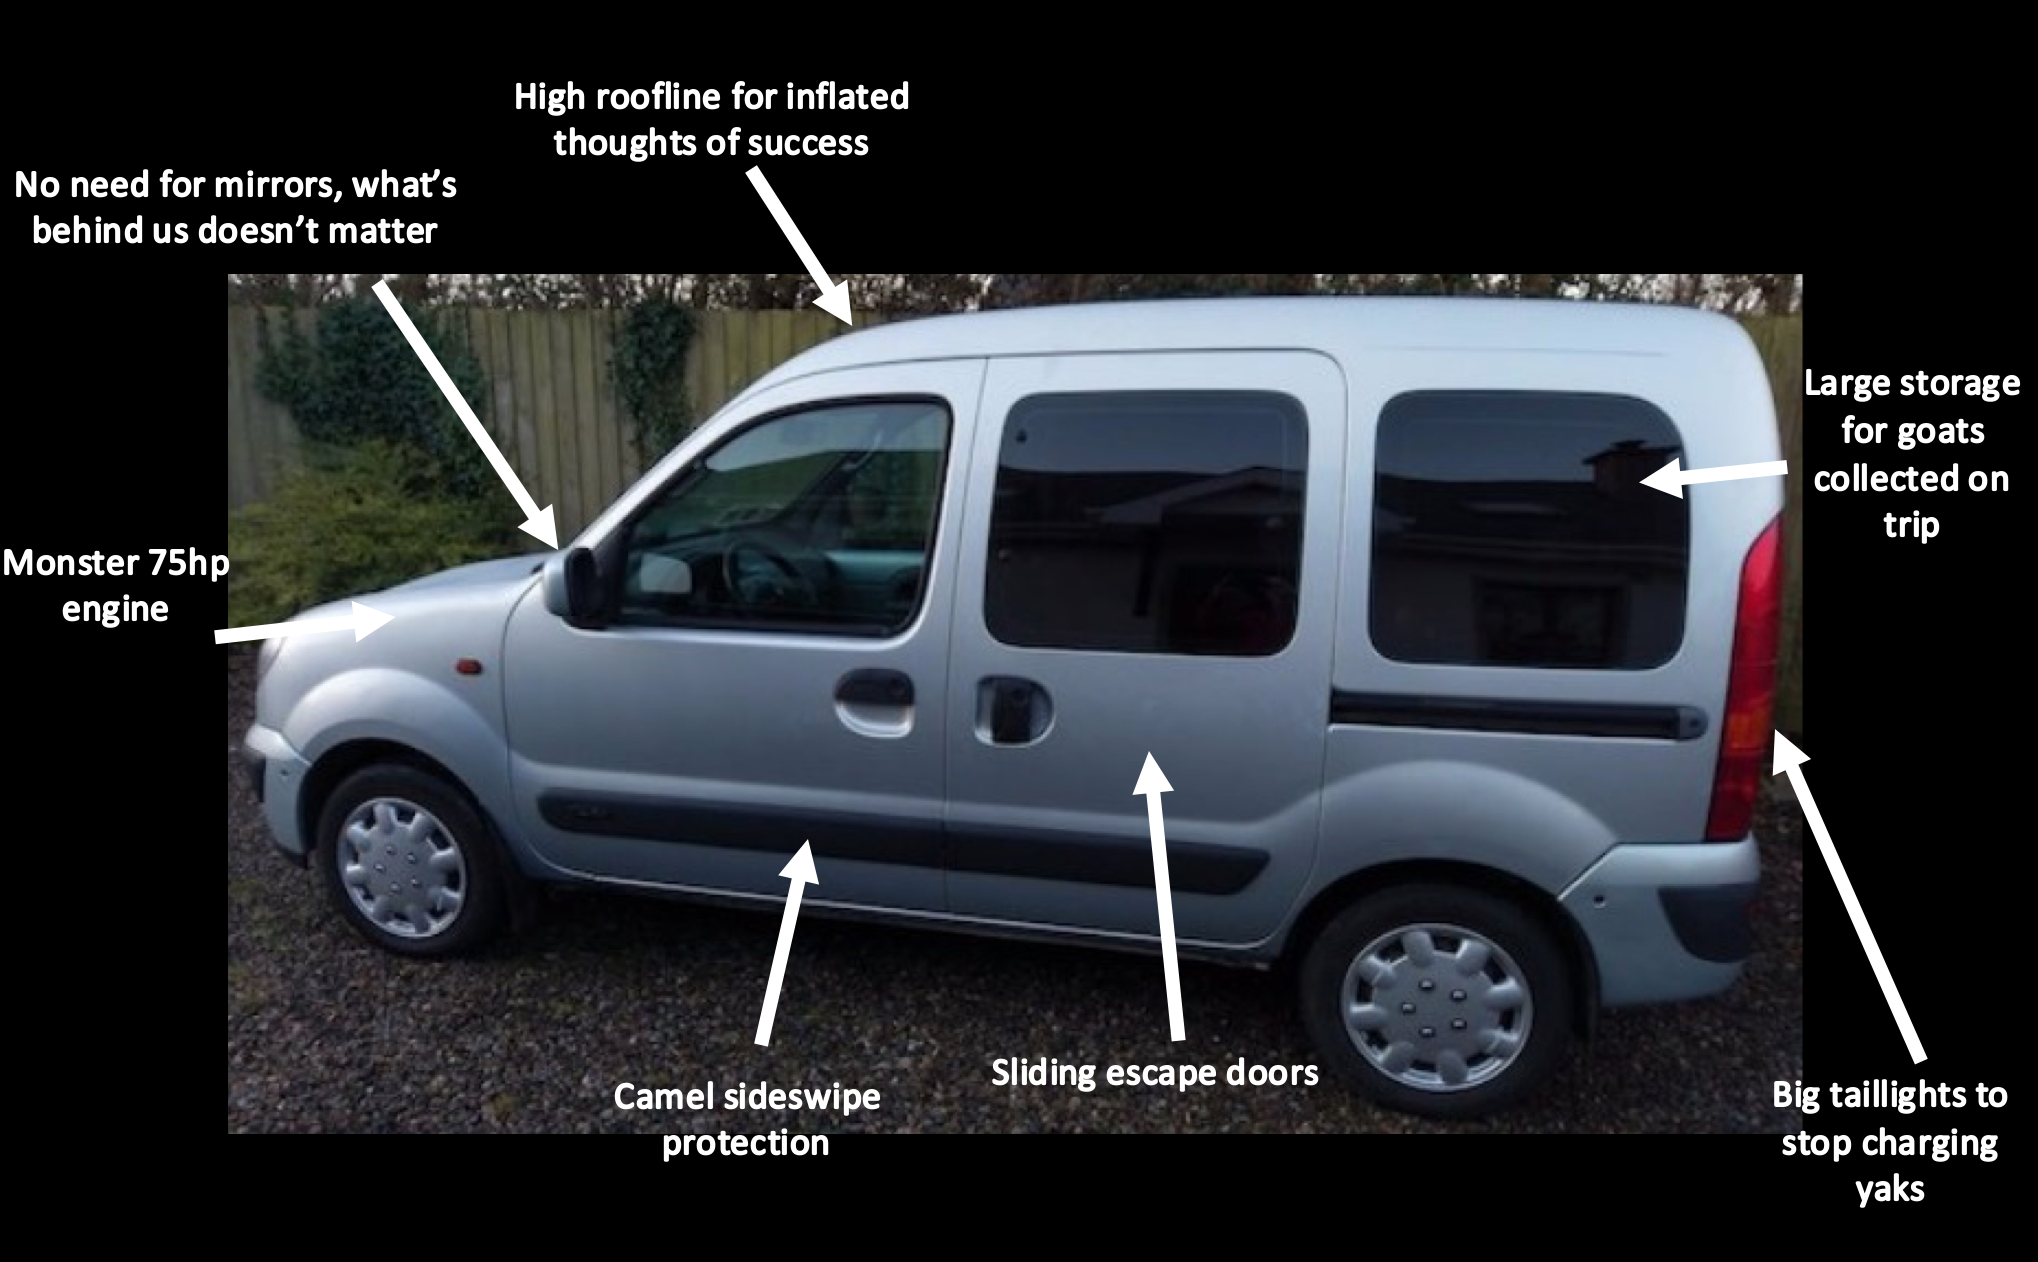 High roofline for inflated
thoughts of success
No need for mirrors, what's
behind us doesn't matter
Large storage
for goats
collected on
trip
Monster 75hp
engine
Sliding escape doors
Camel sideswipe
protection
Big taillights to
stop charging
yaks